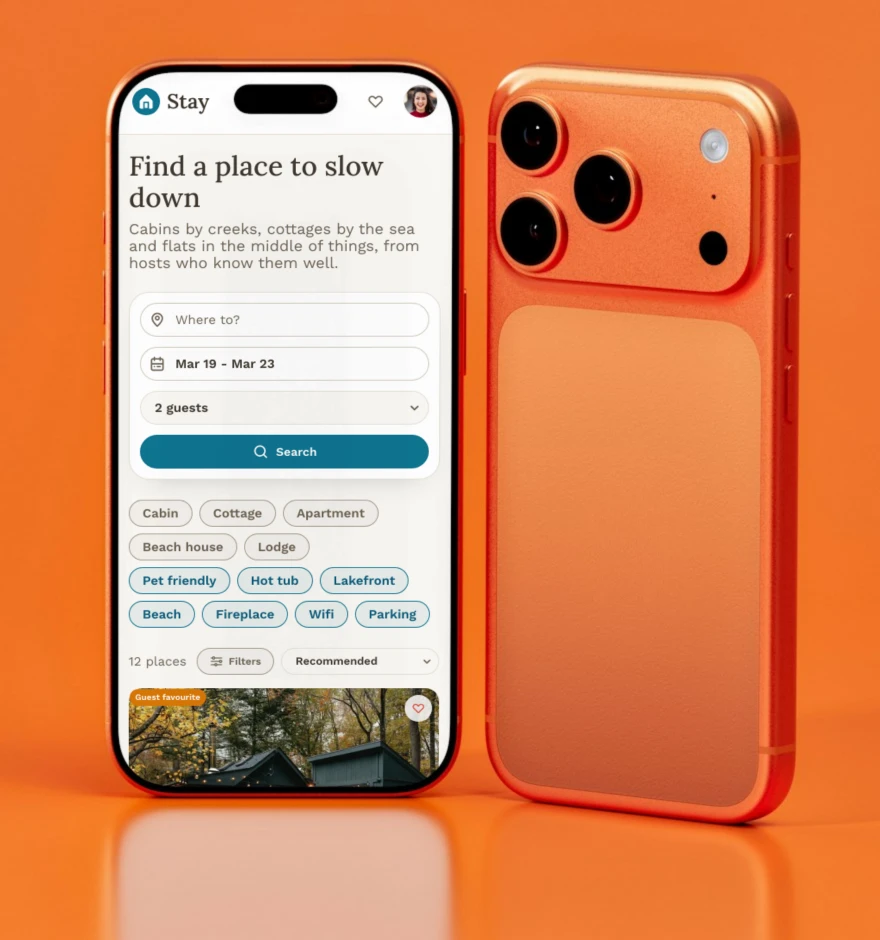 Stay
Find a place to slow
down
Cabins by creeks, cottages by the sea
and flats in the middle of things, from
hosts who know them well.
Where to?
Mar 19 - Mar 23
2 guests
Search
Cabin
Cottage
Apartment
Beach house
Lodge
Pet friendly
Hot tub
Lakefront
Beach
Fireplace
Wifi
Parking
12 places
Filters
Recommended
Guest favourite